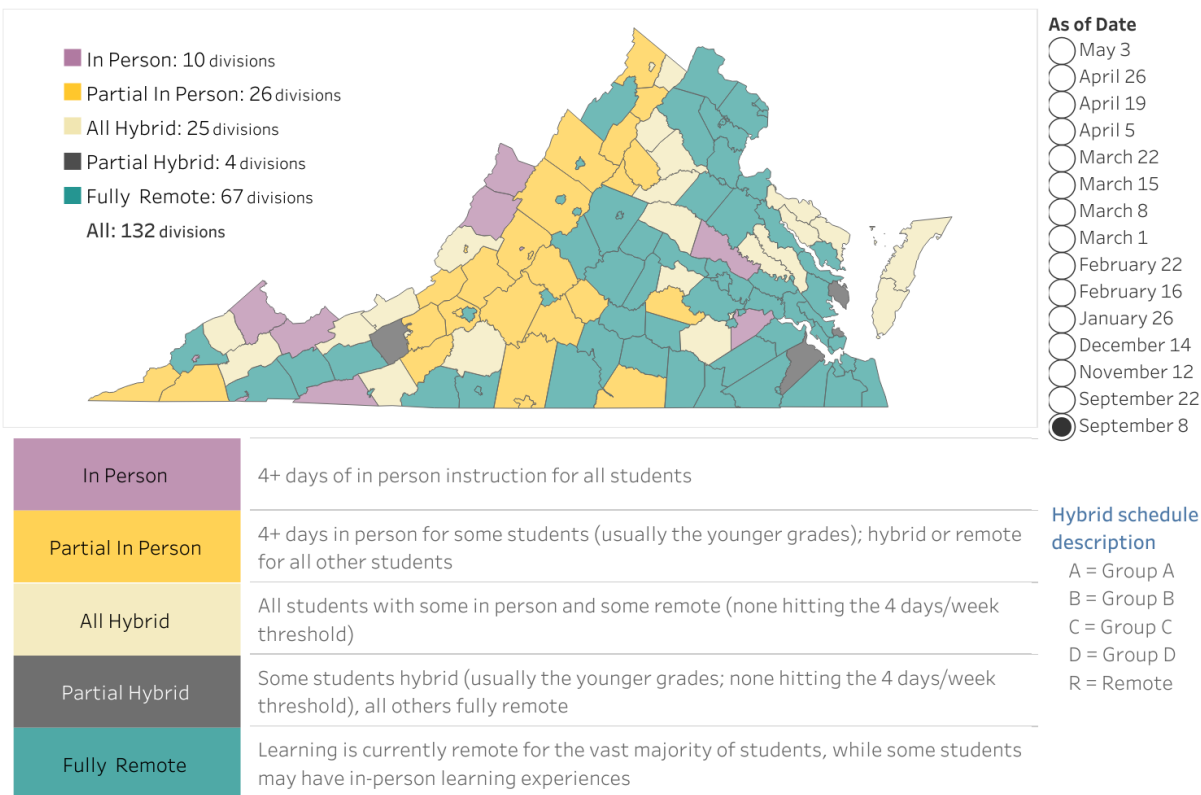 In Person: 10 divisions
Partial In Person: 26 divisions
All Hybrid: 25 divisions
Partial Hybrid: 4 divisions
Fully Remote: 67 divisions
All: 132 divisions
As of Date
May 3
April 26
April 19
April 5
March 22
March 15
March 8
March 1
February 22
February 16
January 26
December 14
November 12
September 22
September 8
In Person
4+ days of in person instruction for all students
Partial In Person
4+ days in person for some students (usually the younger grades); hybrid or remote
for all other students
All Hybrid
All students with some in person and some remote (none hitting the 4 days/week
threshold)
Partial Hybrid
Some students hybrid (usually the younger grades; none hitting the 4 days/week
threshold), all others fully remote
Fully Remote
Learning is currently remote for the vast majority of students, while some students
may have in-person learning experiences
Hybrid schedule
description
A = Group A
B = Group B
C = Group C
D = Group D
R = Remote